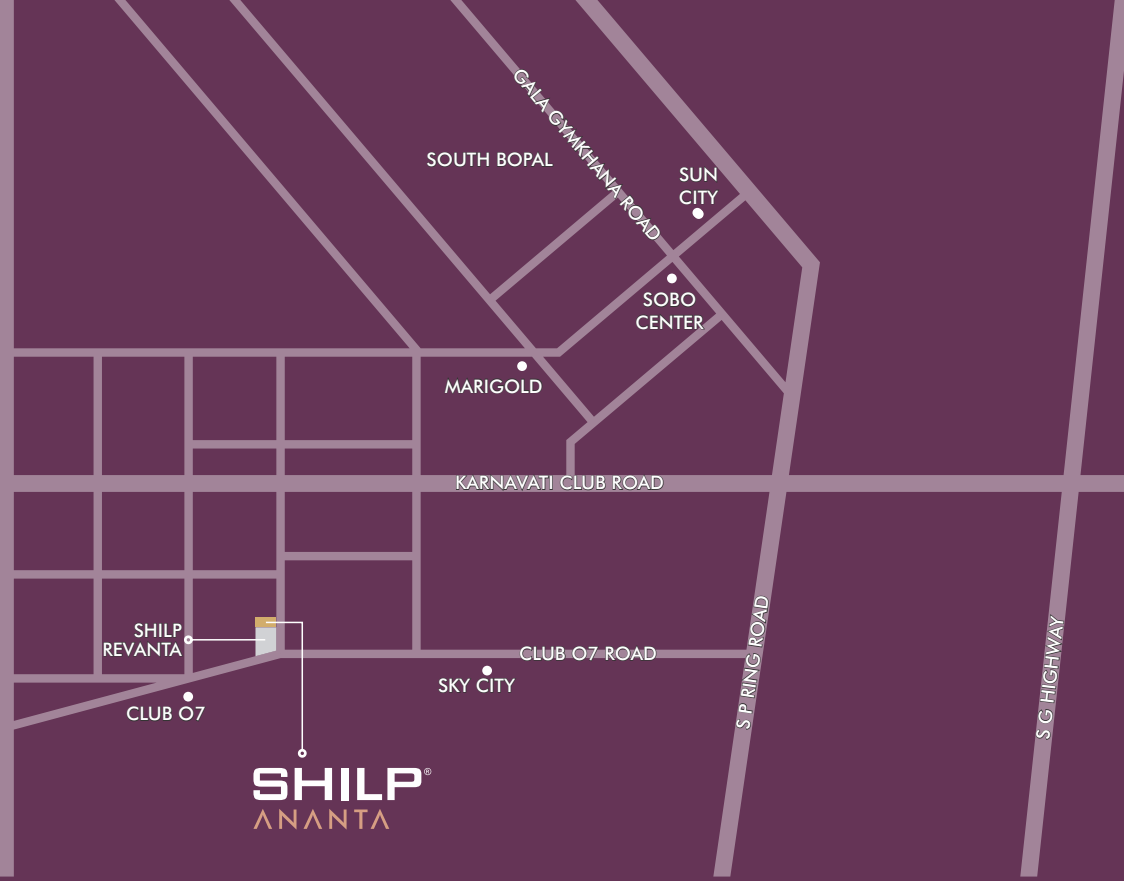 GALA GYMKHANA ROAD
SOUTH BOPAL
SUN
CITY
SOBO
CENTER
MARIGOLD
KARNAVATI CLUB ROAD
SHILP
REVANTA
CLUB O7 ROAD
SKY CITY
CLUB O7
S P RING ROAD
S G HIGHWAY
SHILP®
ANANTA